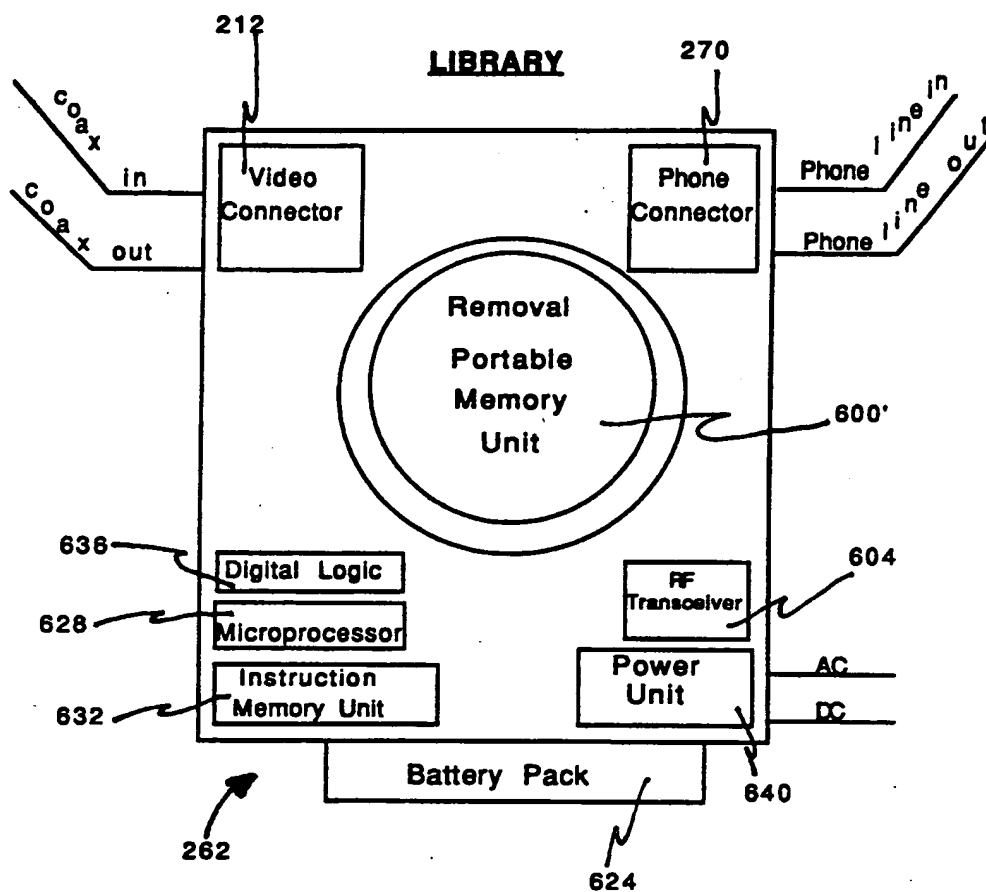 212
LIBRARY
270
coax in
coax out
Video
Connector
Phone
Connector
Phone line in
Phone line out
Removal
Portable
Memory
Unit
600'
636
Digital Logic
628
Microprocessor
632
Instruction
Memory Unit
RF
Transceiver
604
Power
Unit
AC
DC
640
Battery Pack
262
624